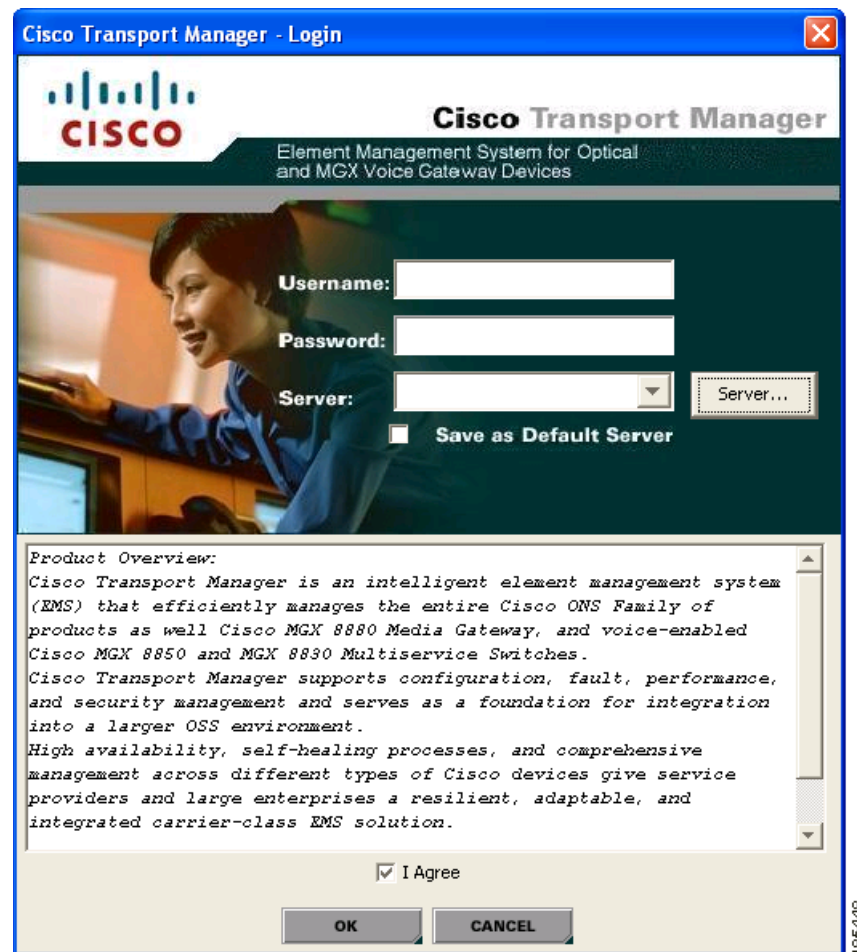 Cisco Transport Manager - Login
CISCO
Cisco Transport Manager
Element Management System for Optical
and MGX Voice Gateway Devices
Username:
Password:
Server:
Server...
Save as Default Server
Product Overview:
Cisco Transport Manager is an intelligent element management system
(EMS) that efficiently manages the entire Cisco ONS Family of
products as well Cisco MGX 8880 Media Gateway, and voice-enabled
Cisco MGX 8850 and MGX 8830 Multiservice Switches.
Cisco Transport Manager supports configuration, fault, performance,
and security management and serves as a foundation for integration
into a larger OSS environment.
High availability, self-healing processes, and comprehensive
management across different types of Cisco devices give service
providers and large enterprises a resilient, adaptable, and
integrated carrier-class EMS solution.
I Agree
OK
CANCEL